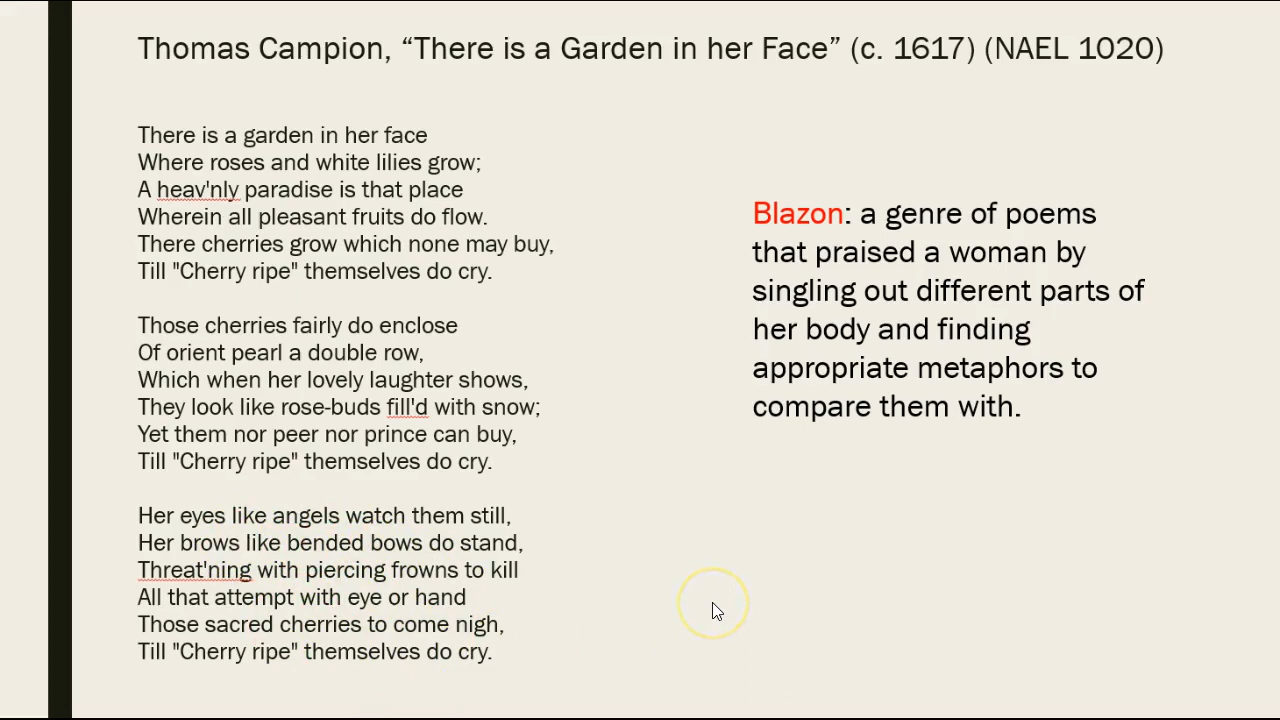 Thomas Campion, “There is a Garden in her Face” (c. 1617) (NAEL 1020)
There is a garden in her face
Where roses and white lilies grow;
A heav'nly paradise is that place
Wherein all pleasant fruits do flow.
There cherries grow which none may buy,
Till "Cherry ripe" themselves do cry.
Those cherries fairly do enclose
Of orient pearl a double row,
Which when her lovely laughter shows,
They look like rose-buds fill'd with snow;
Yet them nor peer nor prince can buy,
Till "Cherry ripe" themselves do cry.
Her eyes like angels watch them still,
Her brows like bended bows do stand,
Threat'ning with piercing frowns to kill
All that attempt with eye or hand
Those sacred cherries to come nigh,
Till "Cherry ripe" themselves do cry.
Blazon: a genre of poems
that praised a woman by
singling out different parts of
her body and finding
appropriate metaphors to
compare them with.